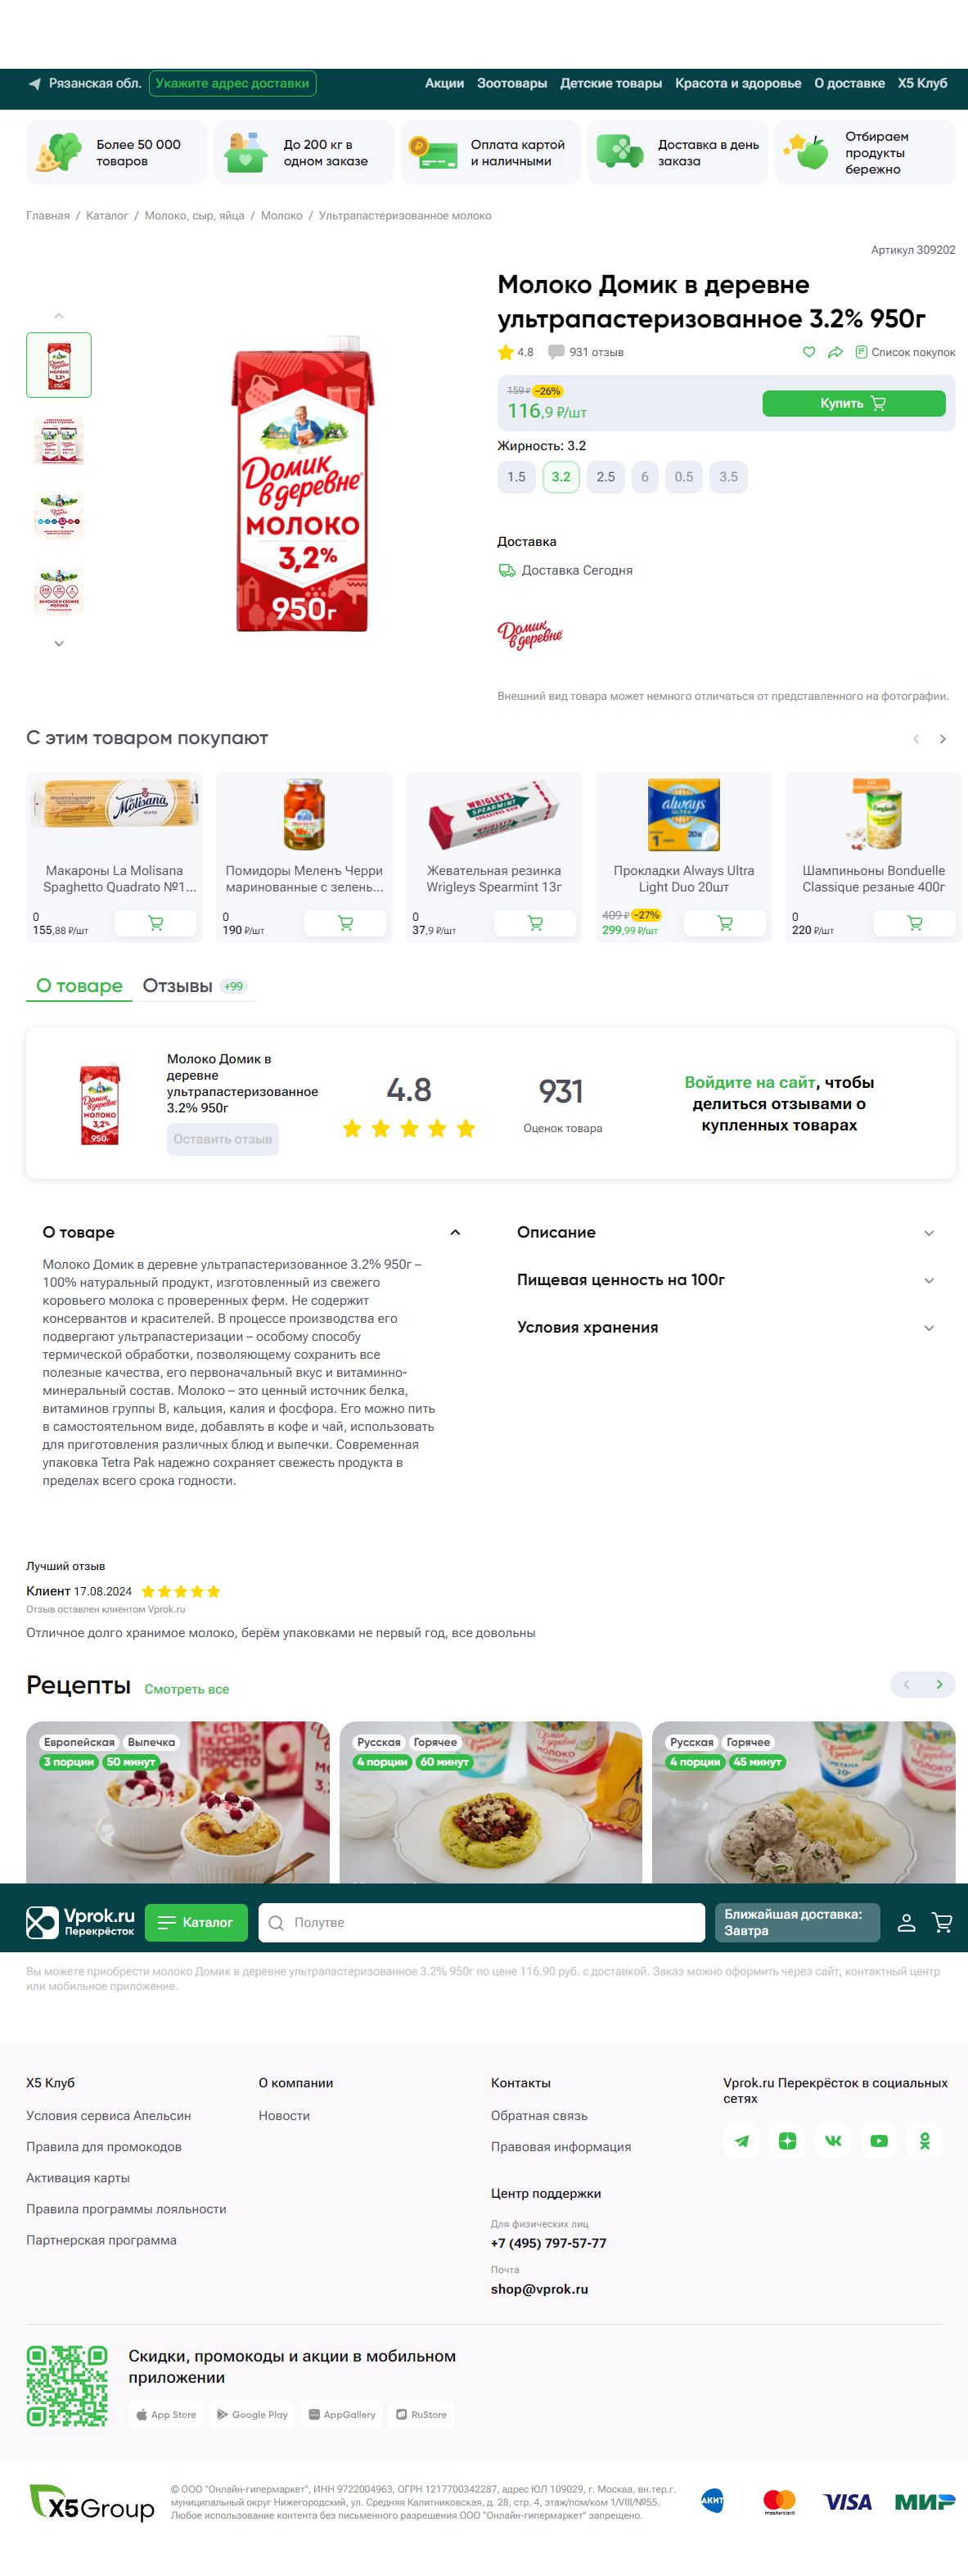 Рязанская обл. Укажите адрес доставки Акции Зоотовары Детские товары Красота и здоровье О доставке X5 Клуб
Более 50 000
товаров
До 200 кг в
одном заказе
Оплата картой
и наличными
Доставка в день
заказа
Отбираем
продукты
бережно
Главная / Каталог / Молоко, сыр, яйца / Молоко / Ультрапастеризованное молоко
Артикул 309202
Молоко Домик в деревне
ультрапастеризованное 3.2% 950г
4.8 931 отзыв Список покупок
159 ₽ −26%
116,9 ₽/шт
Купить
Жирность: 3.2
1.5 3.2 2.5 6 0.5 3.5
Доставка
Доставка Сегодня
Домик
в деревне
МОЛОКО
3,2%
950г
Домик
в деревне
Внешний вид товара может немного отличаться от представленного на фотографии.
С этим товаром покупают
La Molisana
WRIGLEY'S
SPEARMINT
always
ULTRA
Bonduelle
Макароны La Molisana
Spaghetto Quadrato №1...
0
155,88 ₽/шт
Помидоры Меленъ Черри
маринованные с зелень...
0
190 ₽/шт
Жевательная резинка
Wrigleys Spearmint 13г
0
37,9 ₽/шт
Прокладки Always Ultra
Light Duo 20шт
409 ₽ −27%
299,99 ₽/шт
Шампиньоны Bonduelle
Classique резаные 400г
0
220 ₽/шт
О товаре Отзывы +99
Домик
в деревне
МОЛОКО
3,2%
950г
Молоко Домик в
деревне
ультрапастеризованное
3.2% 950г
Оставить отзыв
4.8
931
Оценок товара
Войдите на сайт, чтобы
делиться отзывами о
купленных товарах
О товаре
Молоко Домик в деревне ультрапастеризованное 3.2% 950г –
100% натуральный продукт, изготовленный из свежего
коровьего молока с проверенных ферм. Не содержит
консервантов и красителей. В процессе производства его
подвергают ультрапастеризации – особому способу
термической обработки, позволяющему сохранить все
полезные качества, его первоначальный вкус и витаминно-
минеральный состав. Молоко – это ценный источник белка,
витаминов группы В, кальция, калия и фосфора. Его можно пить
в самостоятельном виде, добавлять в кофе и чай, использовать
для приготовления различных блюд и выпечки. Современная
упаковка Tetra Pak надежно сохраняет свежесть продукта в
пределах всего срока годности.
Описание
Пищевая ценность на 100г
Условия хранения
Лучший отзыв
Клиент 17.08.2024
Отзыв оставлен клиентом Vprok.ru
Отличное долго хранимое молоко, берём упаковками не первый год, все довольны
Рецепты Смотреть все
Европейская Выпечка
3 порции 50 минут
Русская Горячее
4 порции 60 минут
Русская Горячее
4 порции 45 минут
Vprok.ru
Перекрёсток
Каталог
Полутве
Ближайшая доставка:
Завтра
Вы можете приобрести молоко Домик в деревне ультрапастеризованное 3.2% 950г по цене 116.90 руб. с доставкой. Заказ можно оформить через сайт, контактный центр
или мобильное приложение.
X5 Клуб
Условия сервиса Апельсин
Правила для промокодов
Активация карты
Правила программы лояльности
Партнерская программа
О компании
Новости
Контакты
Обратная связь
Правовая информация
Центр поддержки
Для физических лиц
+7 (495) 797-57-77
Почта
shop@vprok.ru
Vprok.ru Перекрёсток в социальных
сетях
Скидки, промокоды и акции в мобильном
приложении
App Store Google Play AppGallery RuStore
X5Group
© ООО "Онлайн-гипермаркет", ИНН 9722004963, ОГРН 1217700342287, адрес ЮЛ 109029, г. Москва, вн.тер.г.
муниципальный округ Нижегородский, ул. Средняя Калитниковская, д. 28, стр. 4, этаж/пом/ком 1/VIII/№55.
Любое использование контента без письменного разрешения ООО "Онлайн-гипермаркет" запрещено.
АКИТ mastercard VISA МИР